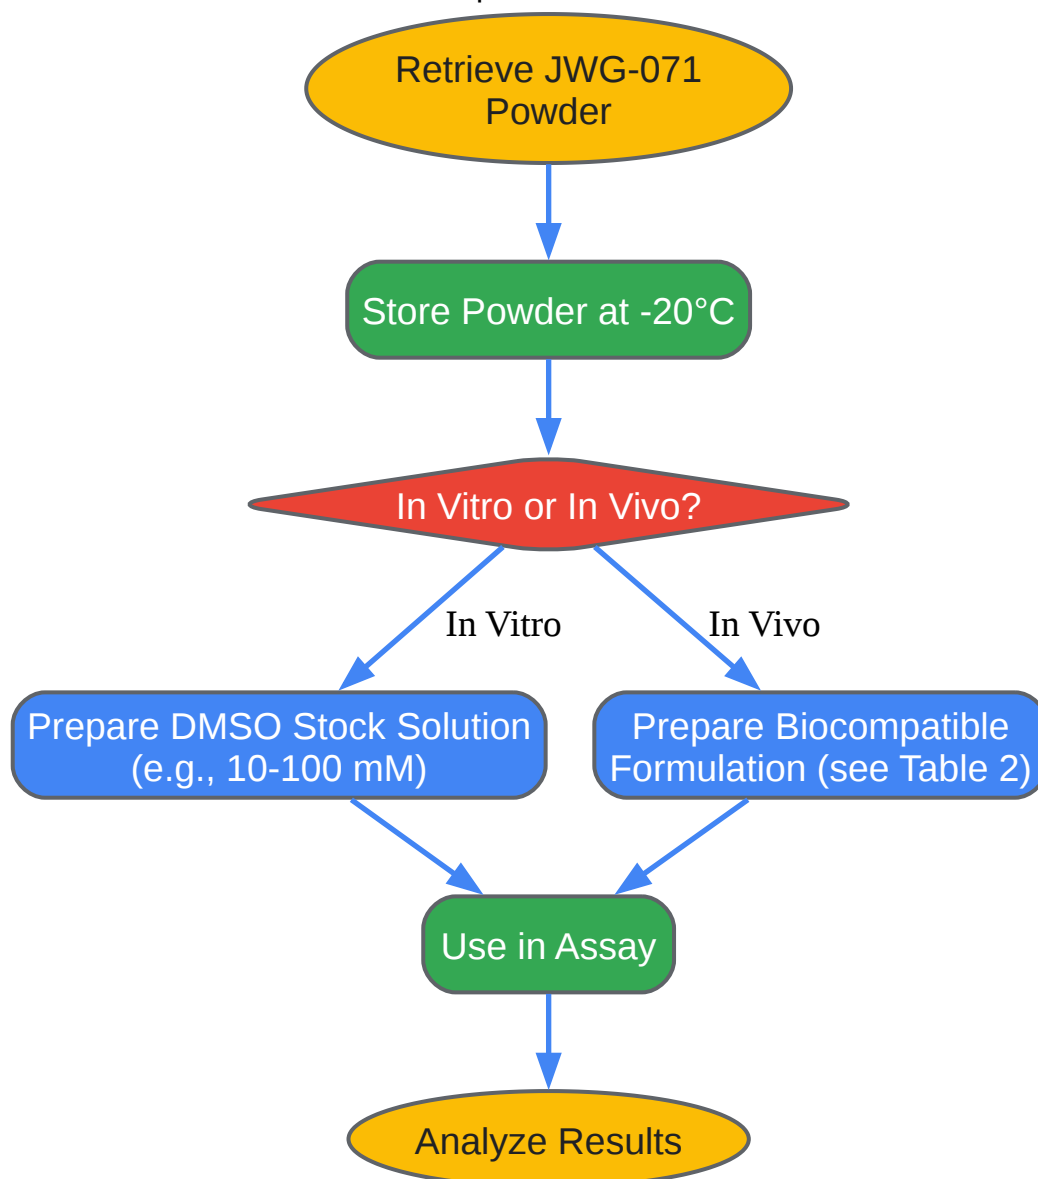 Retrieve JWG-071
Powder
Store Powder at -20°C
In Vitro or In Vivo?
In Vitro
In Vivo
Prepare DMSO Stock Solution
(e.g., 10-100 mM)
Prepare Biocompatible
Formulation (see Table 2)
Use in Assay
Analyze Results